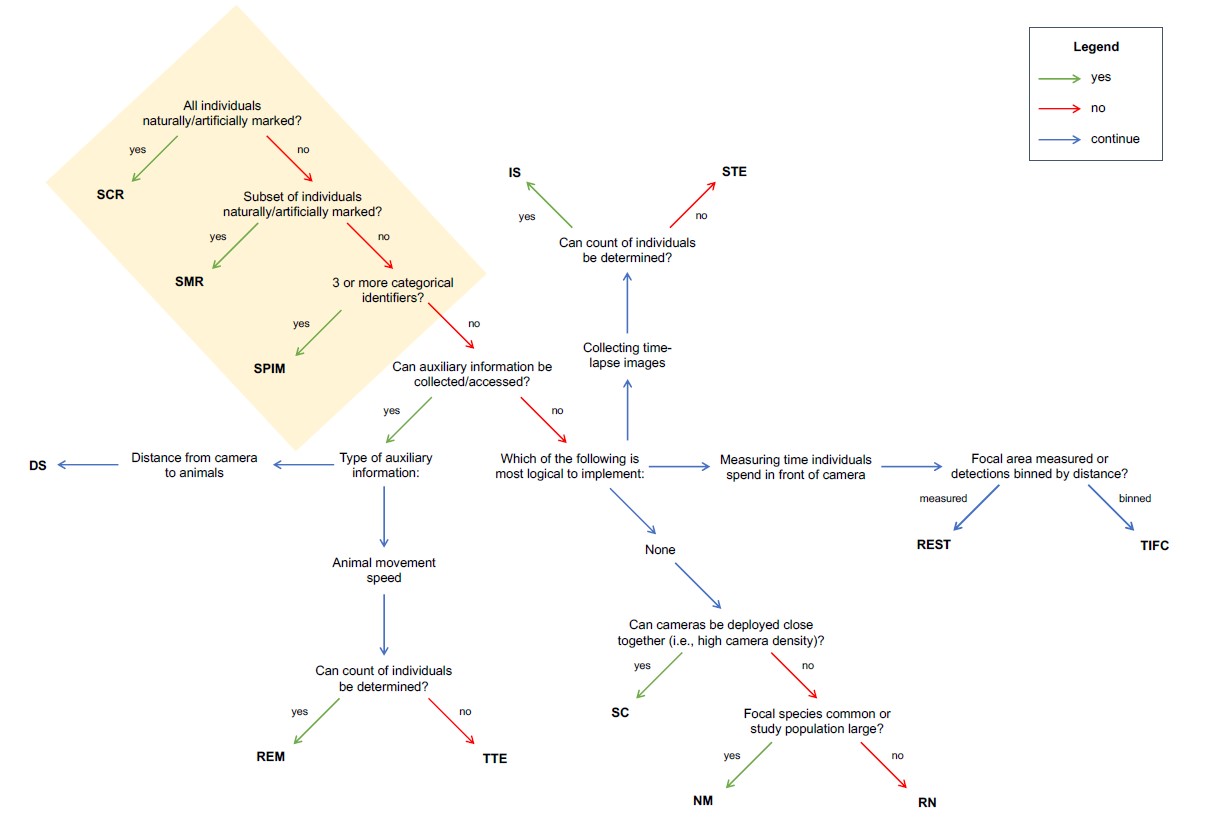 Legend
yes
no
continue
All individuals
naturally/artificially marked?
yes
no
SCR
Subset of individuals
naturally/artificially marked?
yes
no
SMR
3 or more categorical
identifiers?
yes
no
SPIM
Can auxiliary information be
collected/accessed?
yes
no
Type of auxiliary
information:
Distance from camera
to animals
DS
Animal movement
speed
Can count of individuals
be determined?
yes
no
REM
TTE
Which of the following is
most logical to implement:
Collecting time-
lapse images
Can count of individuals
be determined?
yes
no
IS
STE
Measuring time individuals
spend in front of camera
Focal area measured or
detections binned by distance?
measured
binned
REST
TIFC
None
Can cameras be deployed close
together (i.e., high camera density)?
yes
no
SC
Focal species common or
study population large?
yes
no
NM
RN